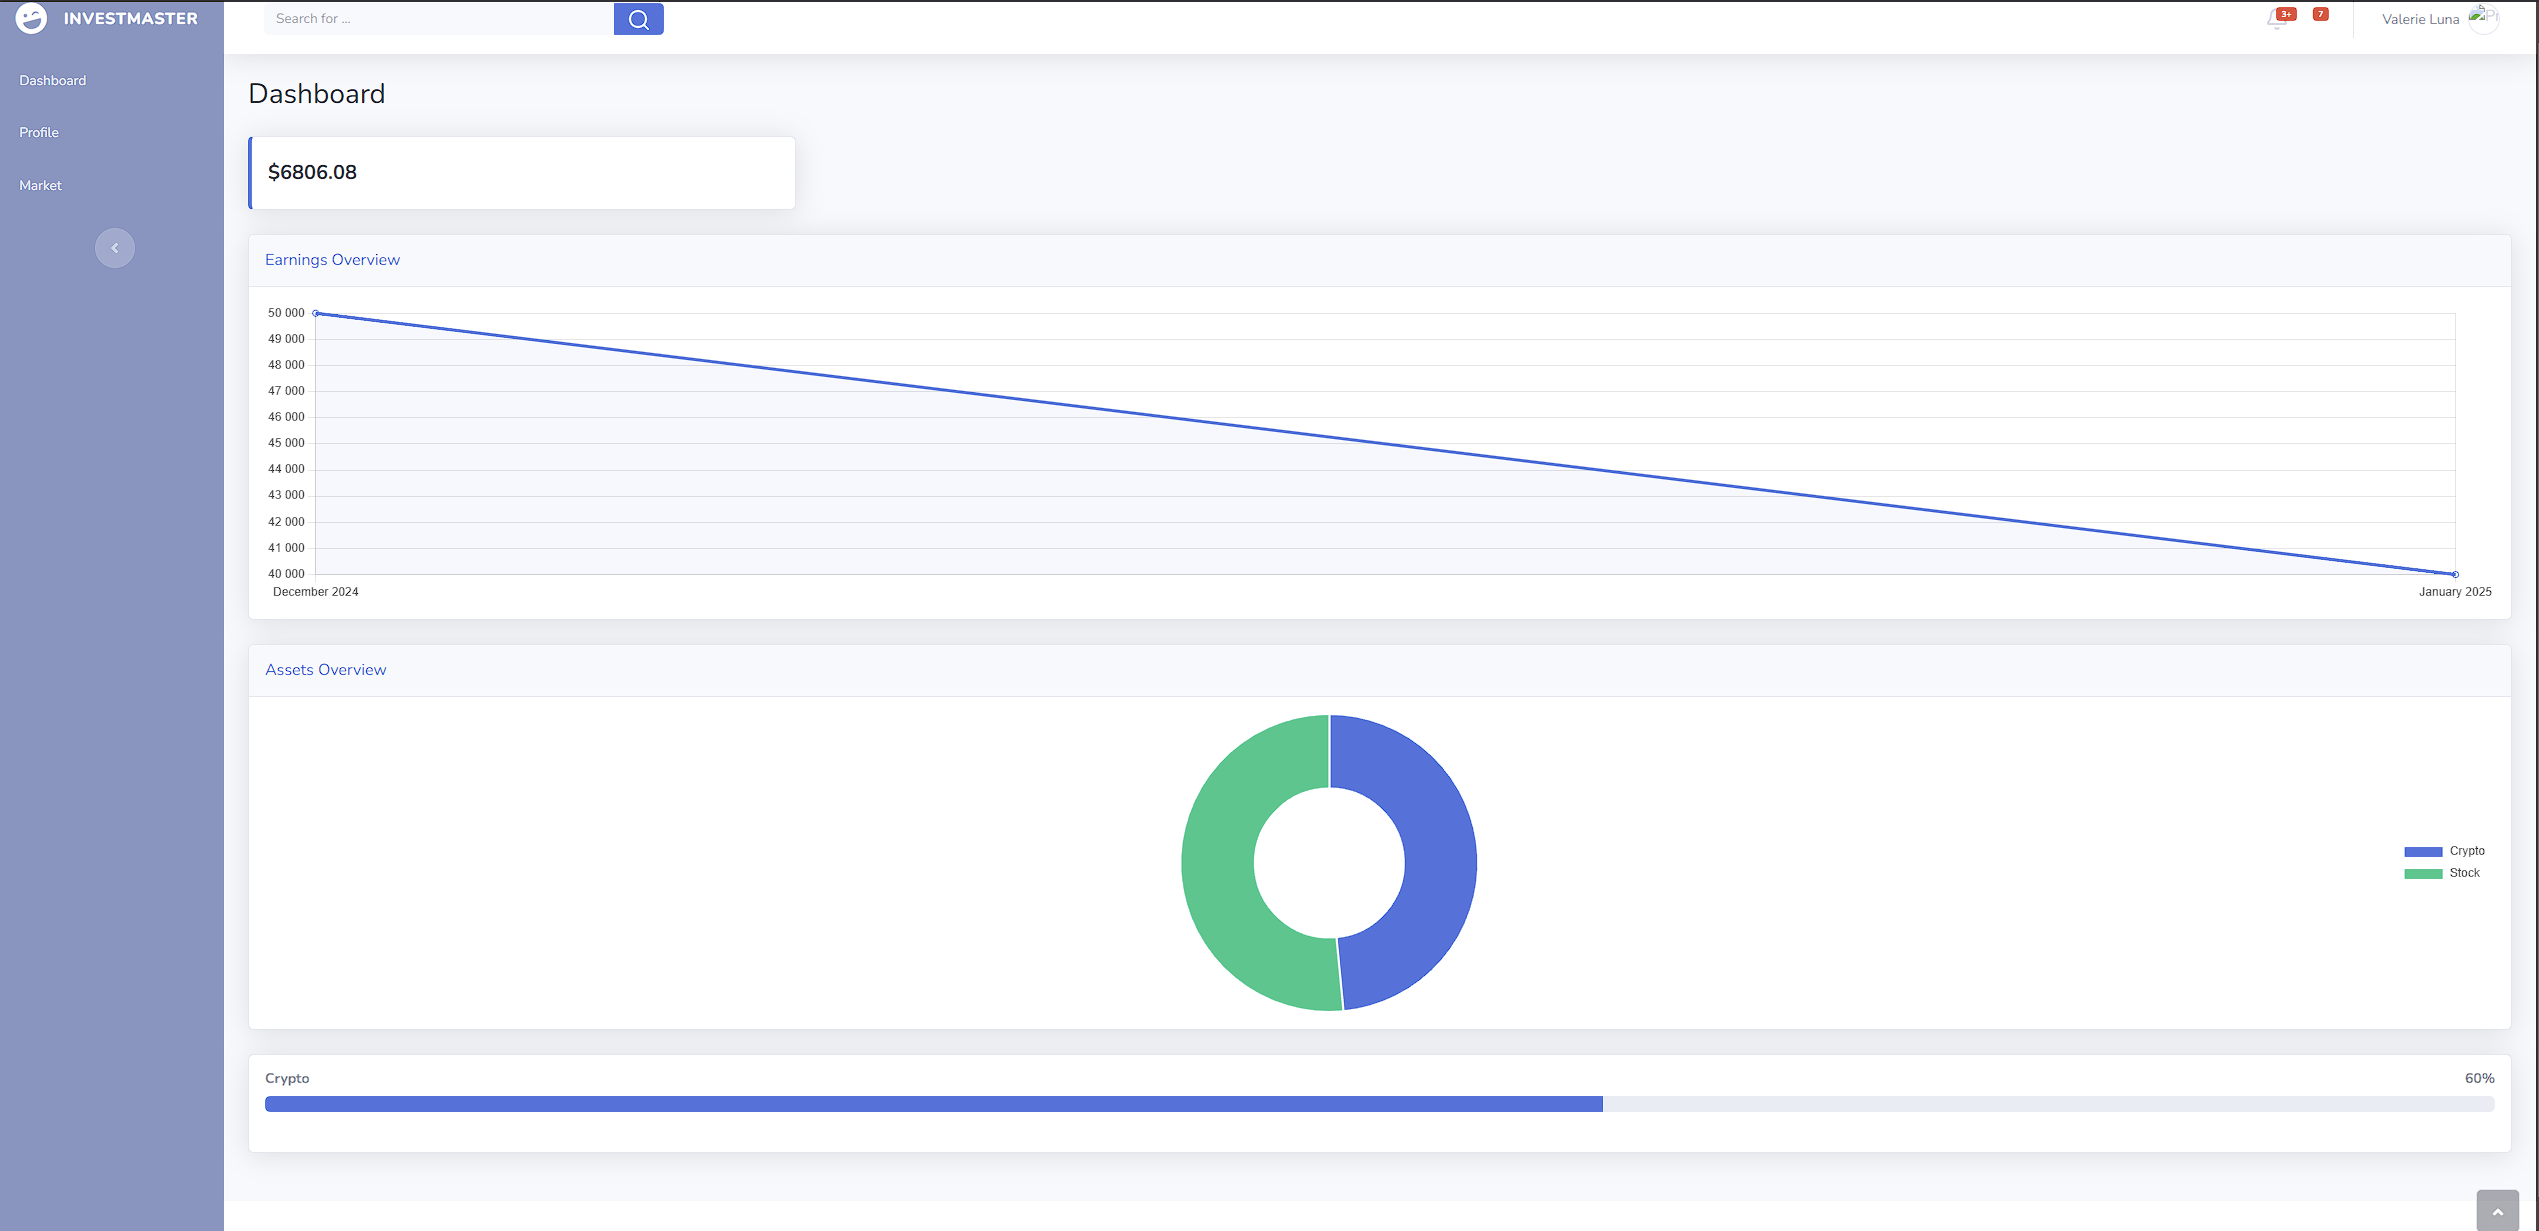 INVESTMASTER
Search for ...
3+
7
Valerie Luna
Dashboard
Profile
Market
Dashboard
$6806.08
Earnings Overview
50 000
49 000
48 000
47 000
46 000
45 000
44 000
43 000
42 000
41 000
40 000
December 2024
January 2025
Assets Overview
Crypto
Stock
Crypto
60%